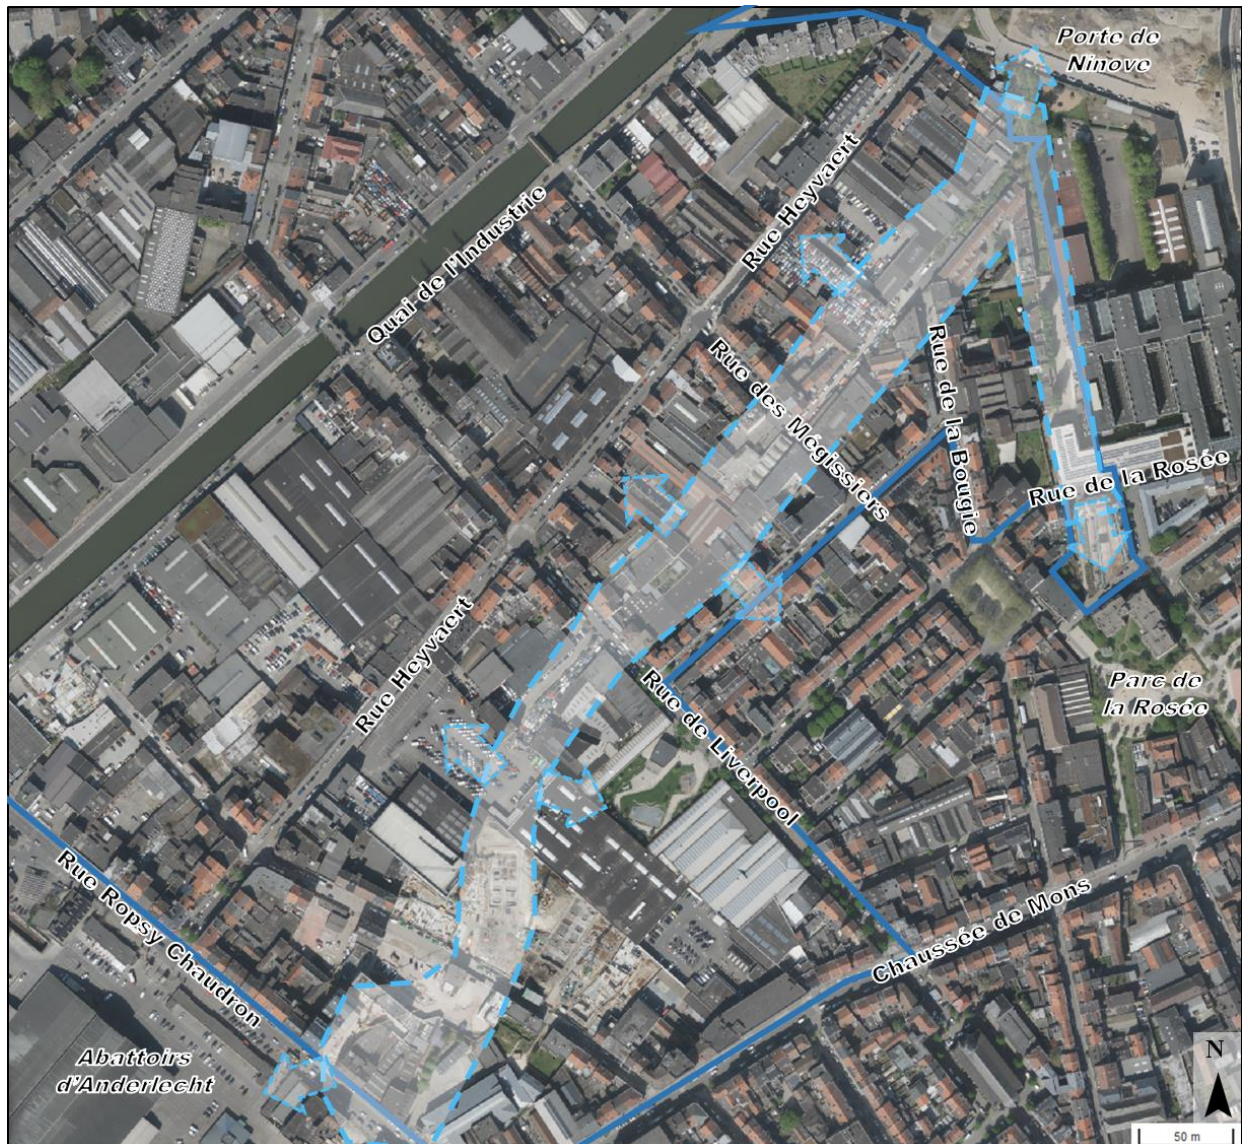 Porte de
Ninove
Rue Heyvaert
Quai de l'Industrie
Rue des Mégissiers
Rue de la Bougie
Rue de la Rosée
Rue Heyvaert
Rue de Liverpool
Parc de
la Rosée
Rue Ropsy Chaudron
Chaussée de Mons
Abattoirs
d'Anderlecht
N
50 m